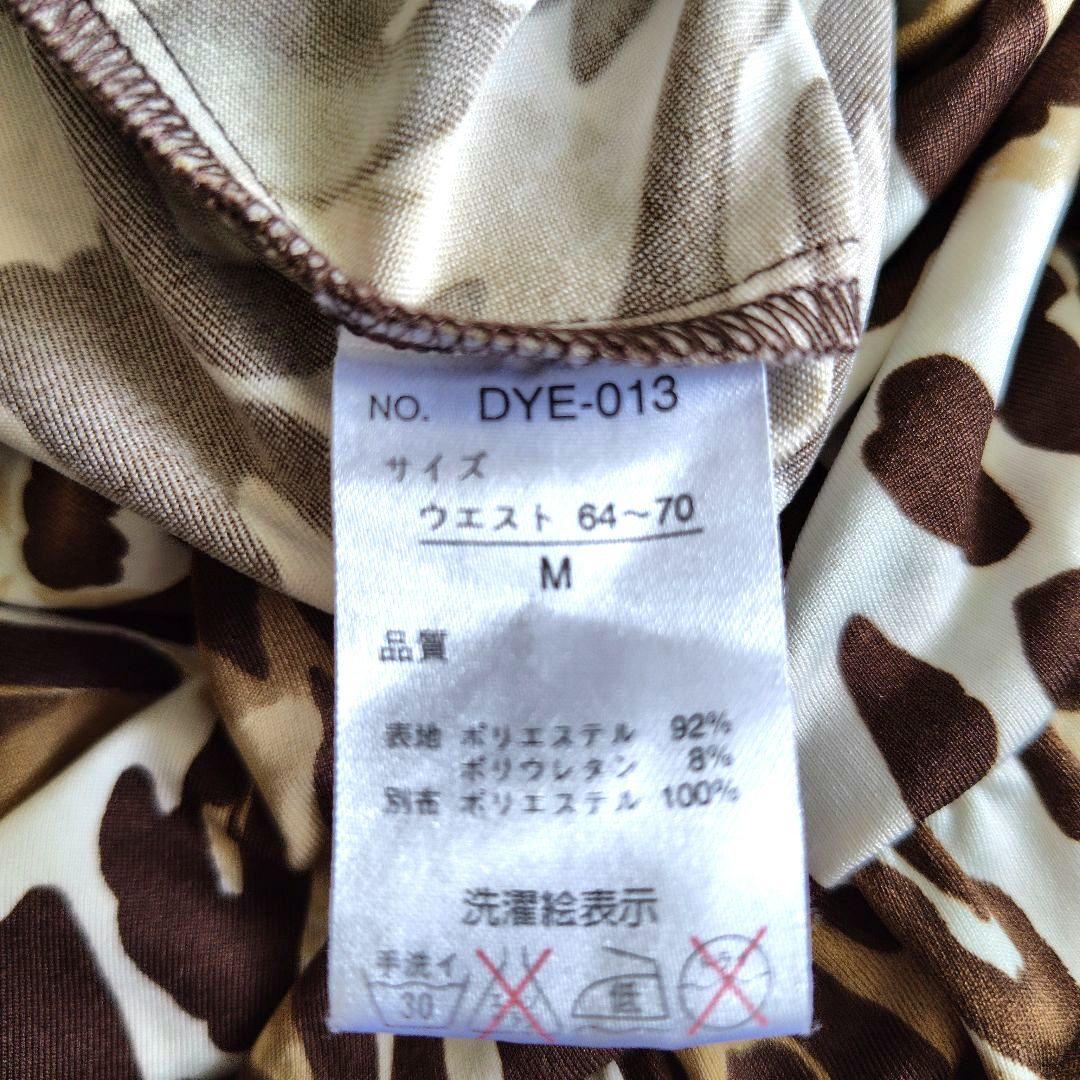 NO. DYE-013
サイズ
ウエスト 64～70
M
品質
表地 ポリエステル 92%
ポリウレタン 8%
別布 ポリエステル 100%
洗濯絵表示
手洗イ
30
低